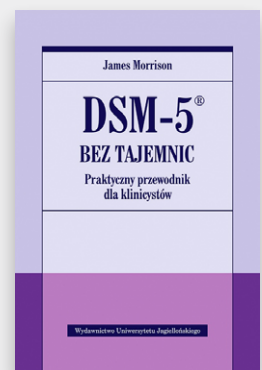 James Morrison
DSM-5®
BEZ TAJEMNIC
Praktyczny przewodnik
dla klinicystów
Wydawnictwo Uniwersytetu Jagiellońskiego